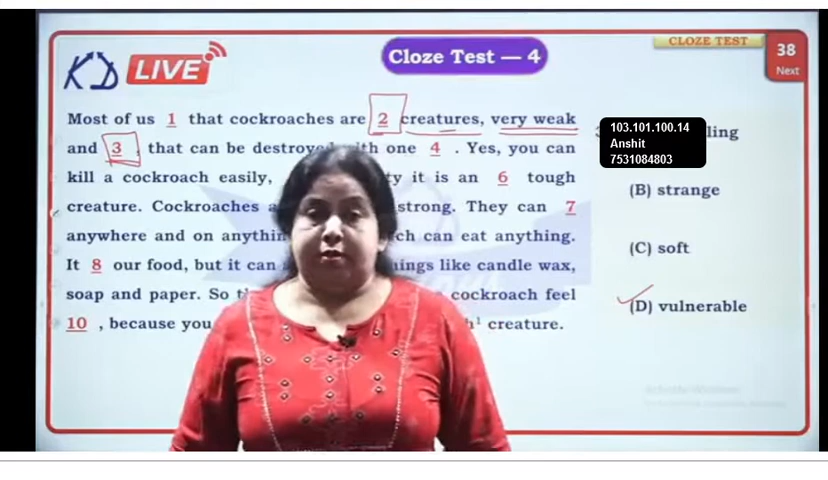 KD LIVE
Cloze Test — 4
CLOZE TEST
38
Next
Most of us 1 that cockroaches are 2 creatures, very weak
and 3 that can be destroyed with one 4 . Yes, you can
kill a cockroach easily, it is an 6 tough
creature. Cockroaches strong. They can 7
anywhere and on can eat anything.
It 8 our food, but it can like candle wax,
soap and paper. So cockroach feel
10 , because you creature.
103.101.100.14
Anshit
7531084803
(B) strange
(C) soft
(D) vulnerable